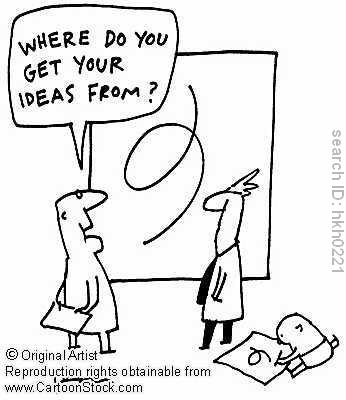 WHERE DO YOU
GET YOUR
IDEAS FROM?
search ID: hkh0221
© Original Artist
Reproduction rights obtainable from
www.CartoonStock.com